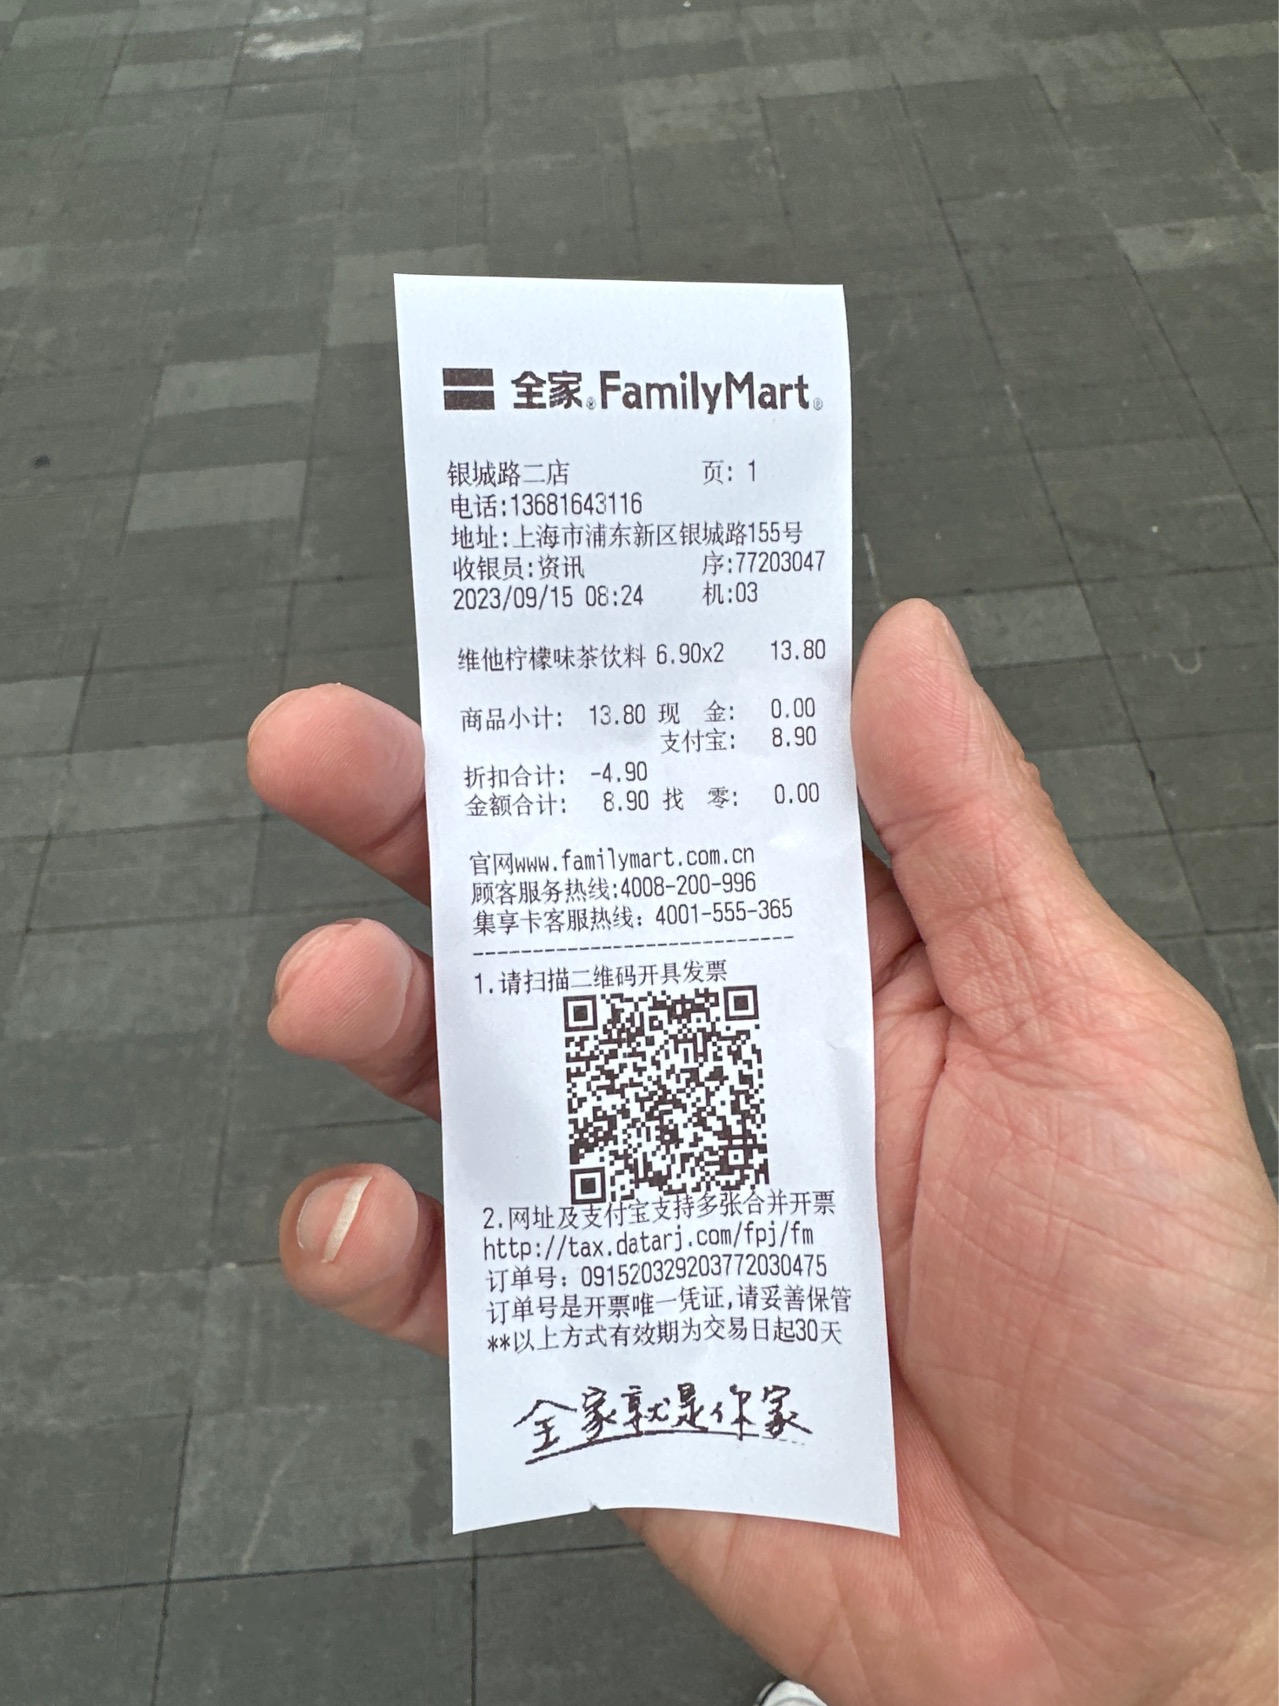 全家®FamilyMart®
银城路二店 页: 1
电话:13681643116
地址:上海市浦东新区银城路155号
收银员:资讯 序:77203047
2023/09/15 08:24 机:03
维他柠檬味茶饮料 6.90x2 13.80
商品小计: 13.80 现 金: 0.00
支付宝: 8.90
折扣合计: -4.90
金额合计: 8.90 找 零: 0.00
官网www.familymart.com.cn
顾客服务热线:4008-200-996
集享卡客服热线: 4001-555-365
1.请扫描二维码开具发票
2.网址及支付宝支持多张合并开票
http://tax.datarj.com/fpj/fm
订单号: 091520329203772030475
订单号是开票唯一凭证,请妥善保管
**以上方式有效期为交易日起30天
全家就是你家